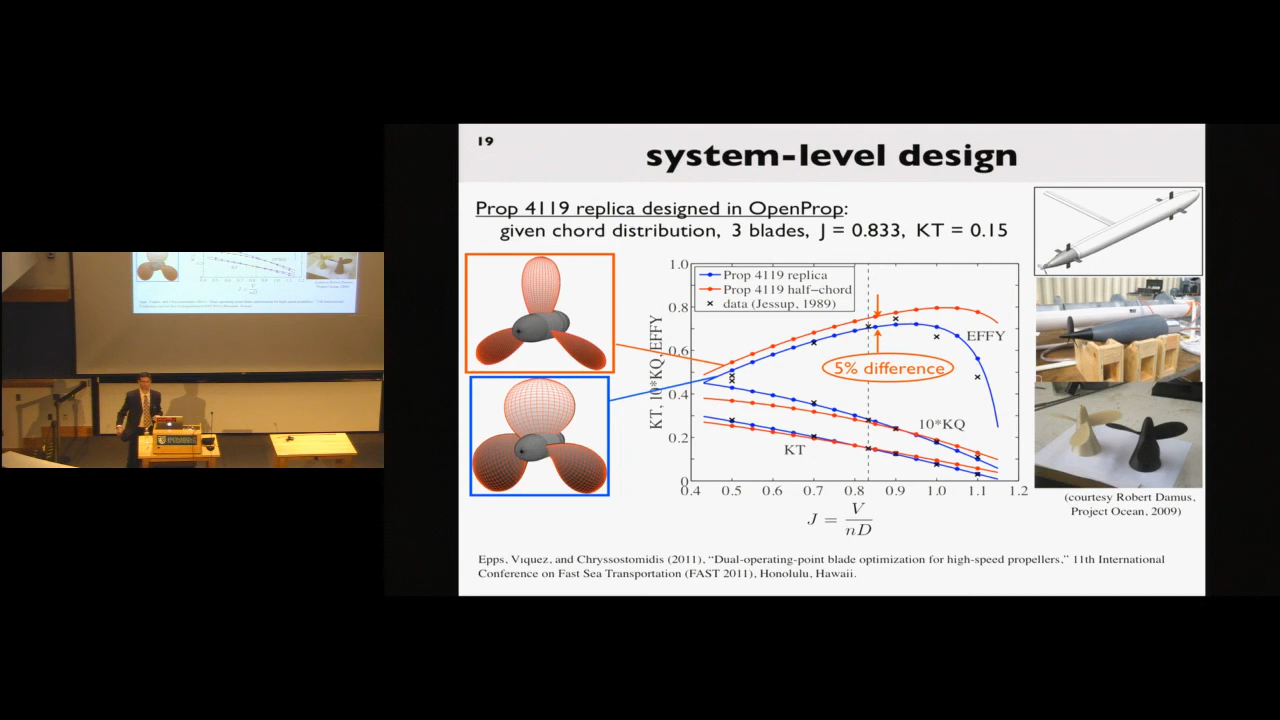 19
system-level design
Prop 4119 replica designed in OpenProp:
given chord distribution, 3 blades, J = 0.833, KT = 0.15
1.0
0.8
0.6
0.4
0.2
0
KT, 10*KQ, EFFY
Prop 4119 replica
Prop 4119 half-chord
data (Jessup, 1989)
EFFY
5% difference
10*KQ
KT
0.4 0.5 0.6 0.7 0.8 0.9 1.0 1.1 1.2
J = V
nD
(courtesy Robert Damus,
Project Ocean, 2009)
Epps, Viquez, and Chryssostomidis (2011), “Dual-operating-point blade optimization for high-speed propellers,” 11th International
Conference on Fast Sea Transportation (FAST 2011), Honolulu, Hawaii.